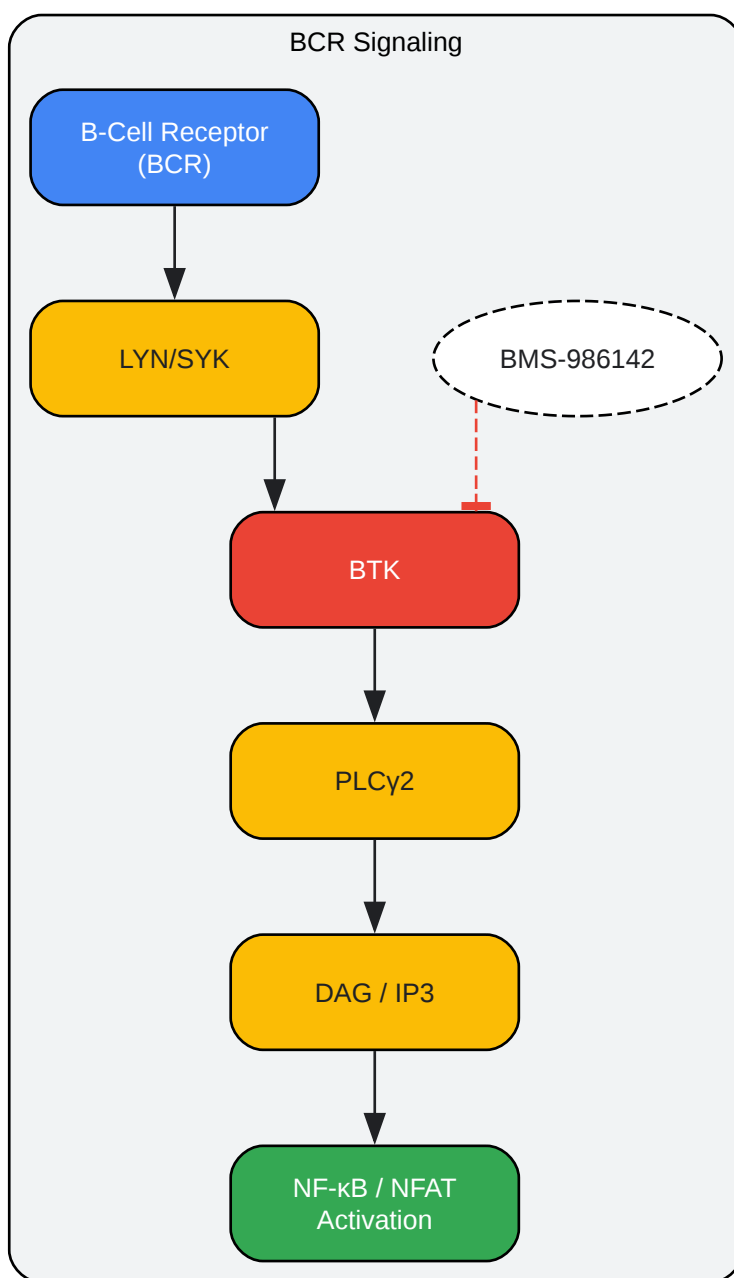 BCR Signaling
B-Cell Receptor
(BCR)
LYN/SYK
BMS-986142
BTK
PLCγ2
DAG / IP3
NF-κB / NFAT
Activation